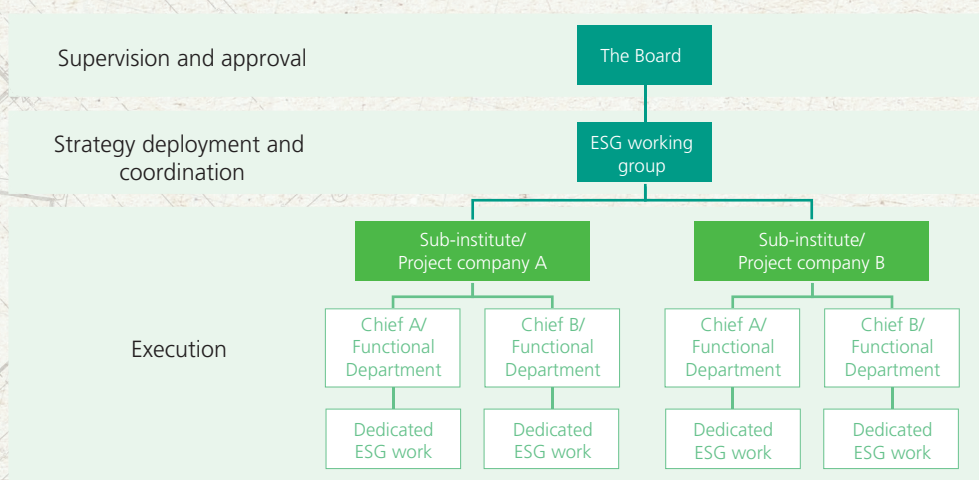 Supervision and approval
The Board
Strategy deployment and
coordination
ESG working
group
Execution
Sub-institute/
Project company A
Sub-institute/
Project company B
Chief A/
Functional
Department
Chief B/
Functional
Department
Chief A/
Functional
Department
Chief B/
Functional
Department
Dedicated
ESG work
Dedicated
ESG work
Dedicated
ESG work
Dedicated
ESG work